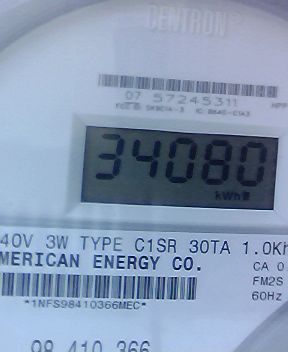 CENTRON®
07 57245311
34080
kWh
40V 3W TYPE C1SR 30TA 1.0Kh
MERICAN ENERGY CO.
CA 0.
FM2S
60Hz
*1NFS98410366MEC*
98 410 366